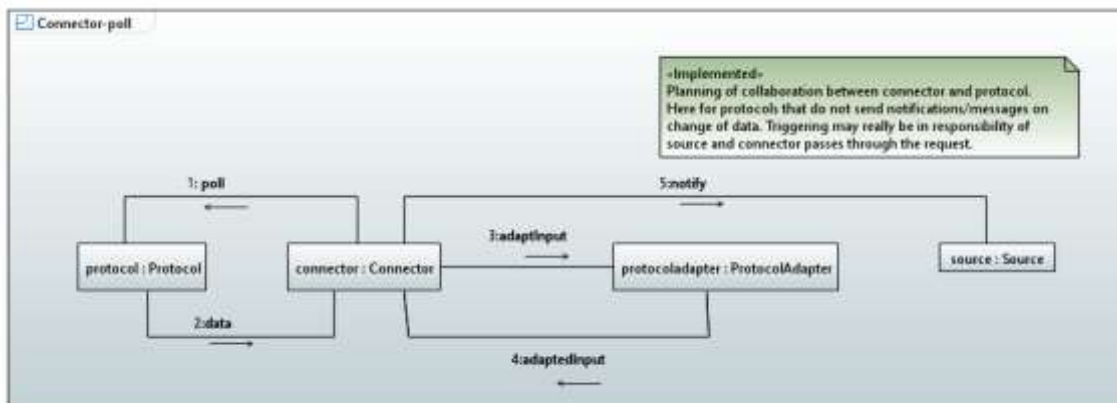 Connector-poll
«Implemented»
Planning of collaboration between connector and protocol.
Here for protocols that do not send notifications/messages on
change of data. Triggering may really be in responsibility of
source and connector passes through the request.
1: poll
5:notify
3:adaptInput
protocol : Protocol
connector : Connector
protocoladapter : ProtocolAdapter
source : Source
2:data
4:adaptedInput